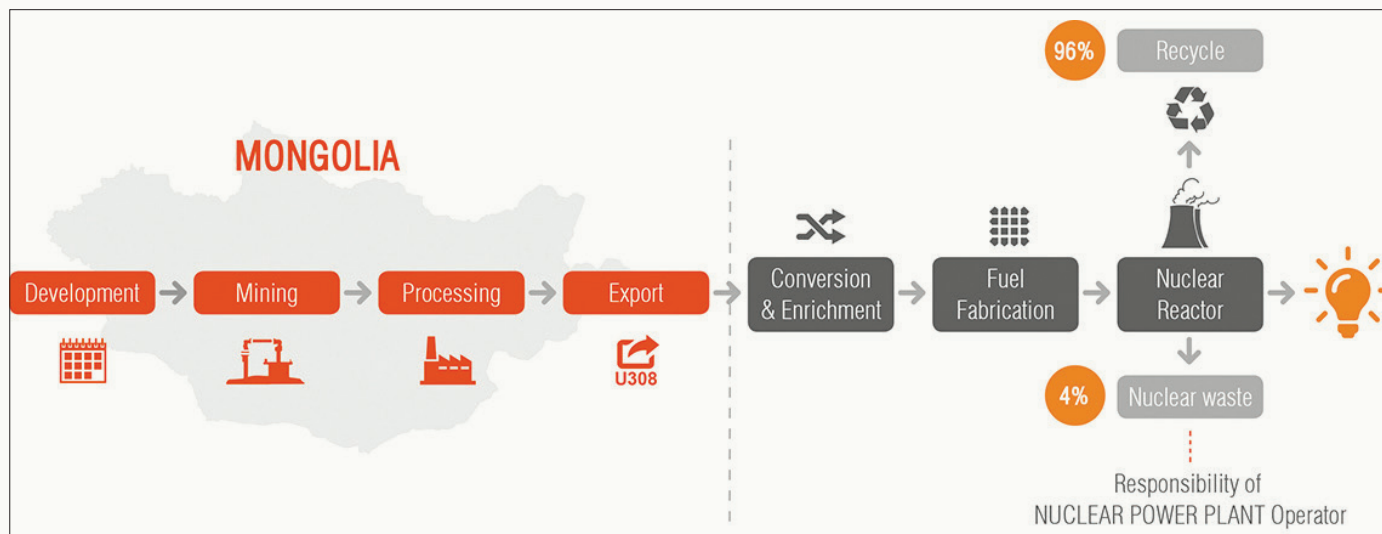 MONGOLIA
Development
Mining
Processing
Export
U308
Conversion
& Enrichment
Fuel
Fabrication
Nuclear
Reactor
96%
Recycle
4%
Nuclear waste
Responsibility of
NUCLEAR POWER PLANT Operator